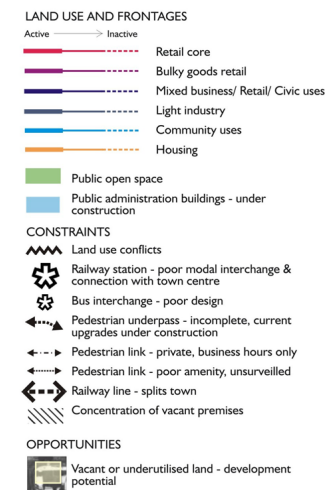 LAND USE AND FRONTAGES
Active Inactive
Retail core
Bulky goods retail
Mixed business/ Retail/ Civic uses
Light industry
Community uses
Housing
Public open space
Public administration buildings - under
construction
CONSTRAINTS
Land use conflicts
Railway station - poor modal interchange &
connection with town centre
Bus interchange - poor design
Pedestrian underpass - incomplete, current
upgrades under construction
Pedestrian link - private, business hours only
Pedestrian link - poor amenity, unsurveilled
Railway line - splits town
Concentration of vacant premises
OPPORTUNITIES
Vacant or underutilised land - development
potential